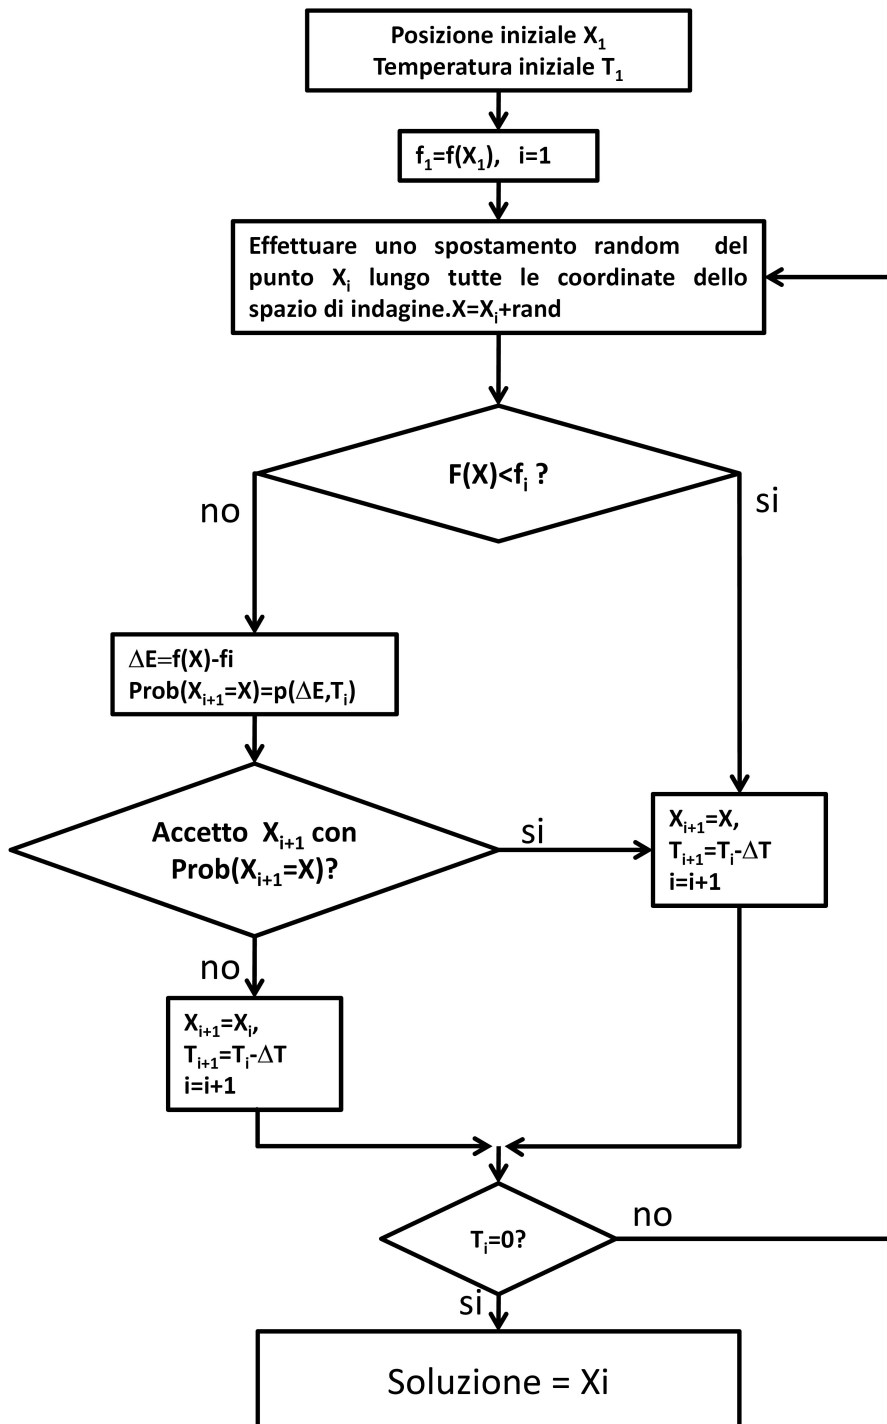 Posizione iniziale X₁
Temperatura iniziale T₁
f₁=f(X₁), i=1
Effettuare uno spostamento random del
punto Xᵢ lungo tutte le coordinate dello
spazio di indagine.X=Xᵢ+rand
F(X)<fᵢ ?
no
si
ΔE=f(X)-fi
Prob(Xᵢ₊₁=X)=p(ΔE,Tᵢ)
Accetto Xᵢ₊₁ con
Prob(Xᵢ₊₁=X)?
si
Xᵢ₊₁=X,
Tᵢ₊₁=Tᵢ-ΔT
i=i+1
no
Xᵢ₊₁=Xᵢ,
Tᵢ₊₁=Tᵢ-ΔT
i=i+1
Tᵢ=0?
no
si
Soluzione = Xi